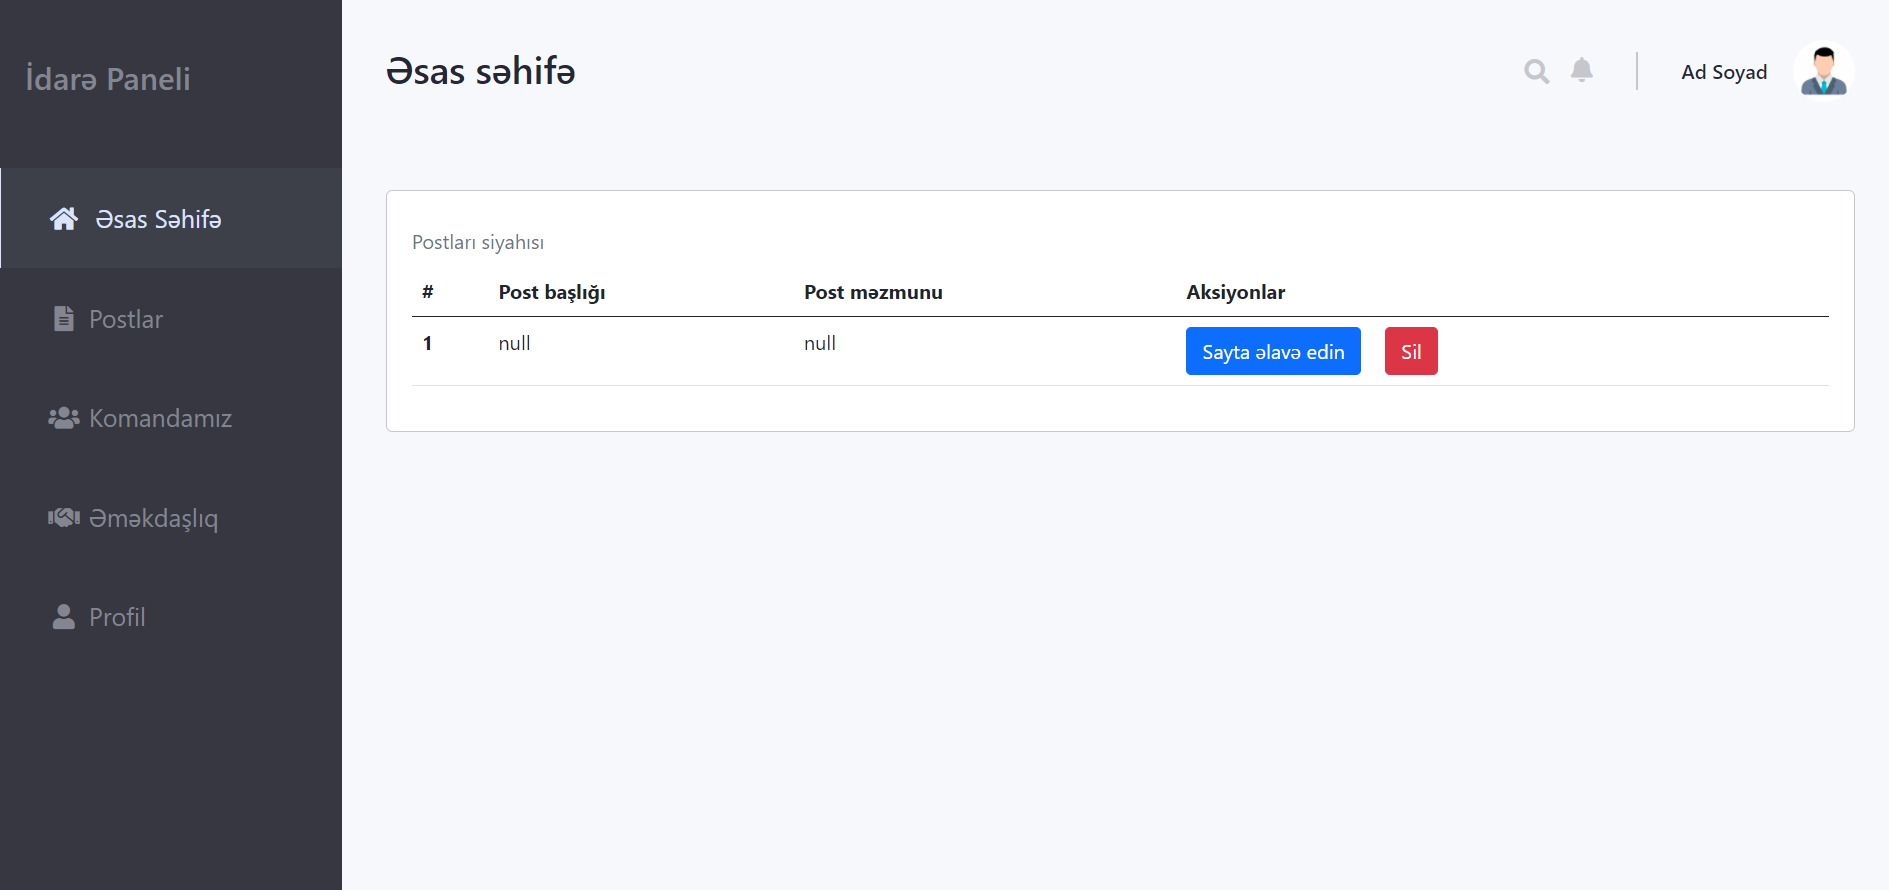 İdarə Paneli
Əsas Səhifə
Postlar
Komandamız
Əməkdaşlıq
Profil
Əsas səhifə
Ad Soyad
Postları siyahısı
# Post başlığı Post məzmunu Aksiyonlar
1 null null Sayta əlavə edin Sil